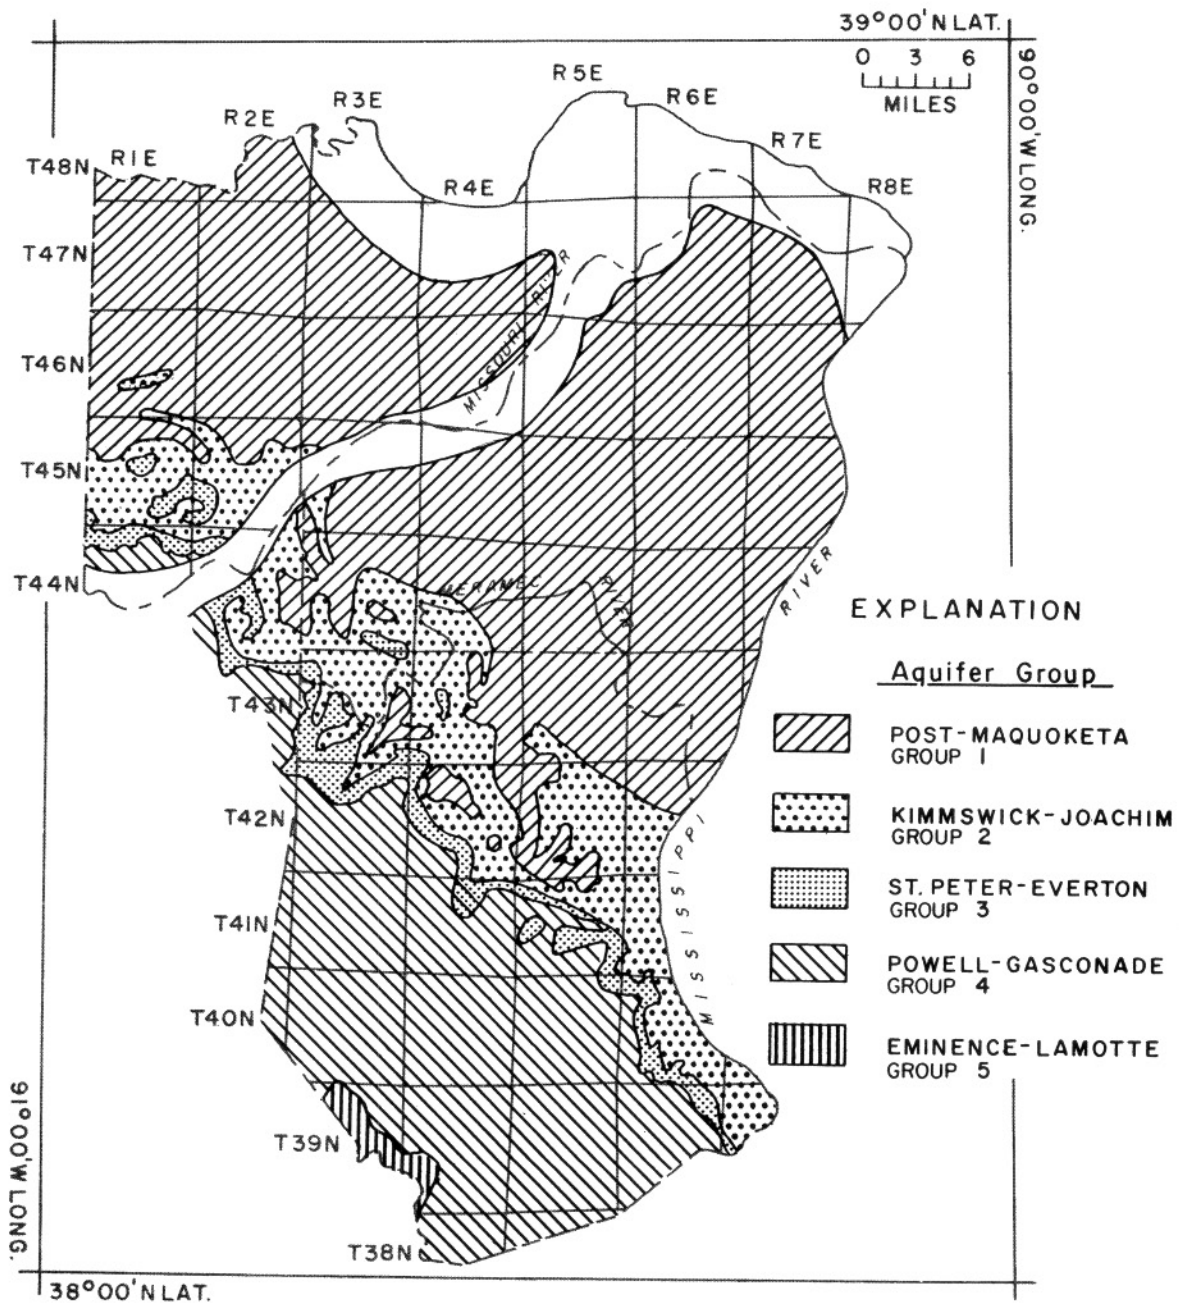 39°00'N LAT.
90°00'W LONG.
0 3 6
MILES
R5E
R6E
R3E
R2E
R7E
R1E
T48N
R4E
R8E
T47N
MISSOURI RIVER
T46N
T45N
T44N
MERAMEC RIVER
RIVER
EXPLANATION
Aquifer Group
T43N
POST-MAQUOKETA
GROUP 1
T42N
KIMMSWICK-JOACHIM
GROUP 2
MISSISSIPPI
ST. PETER-EVERTON
GROUP 3
T41N
POWELL-GASCONADE
GROUP 4
T40N
EMINENCE-LAMOTTE
GROUP 5
91°00'W LONG.
T39N
T38N
38°00'N LAT.